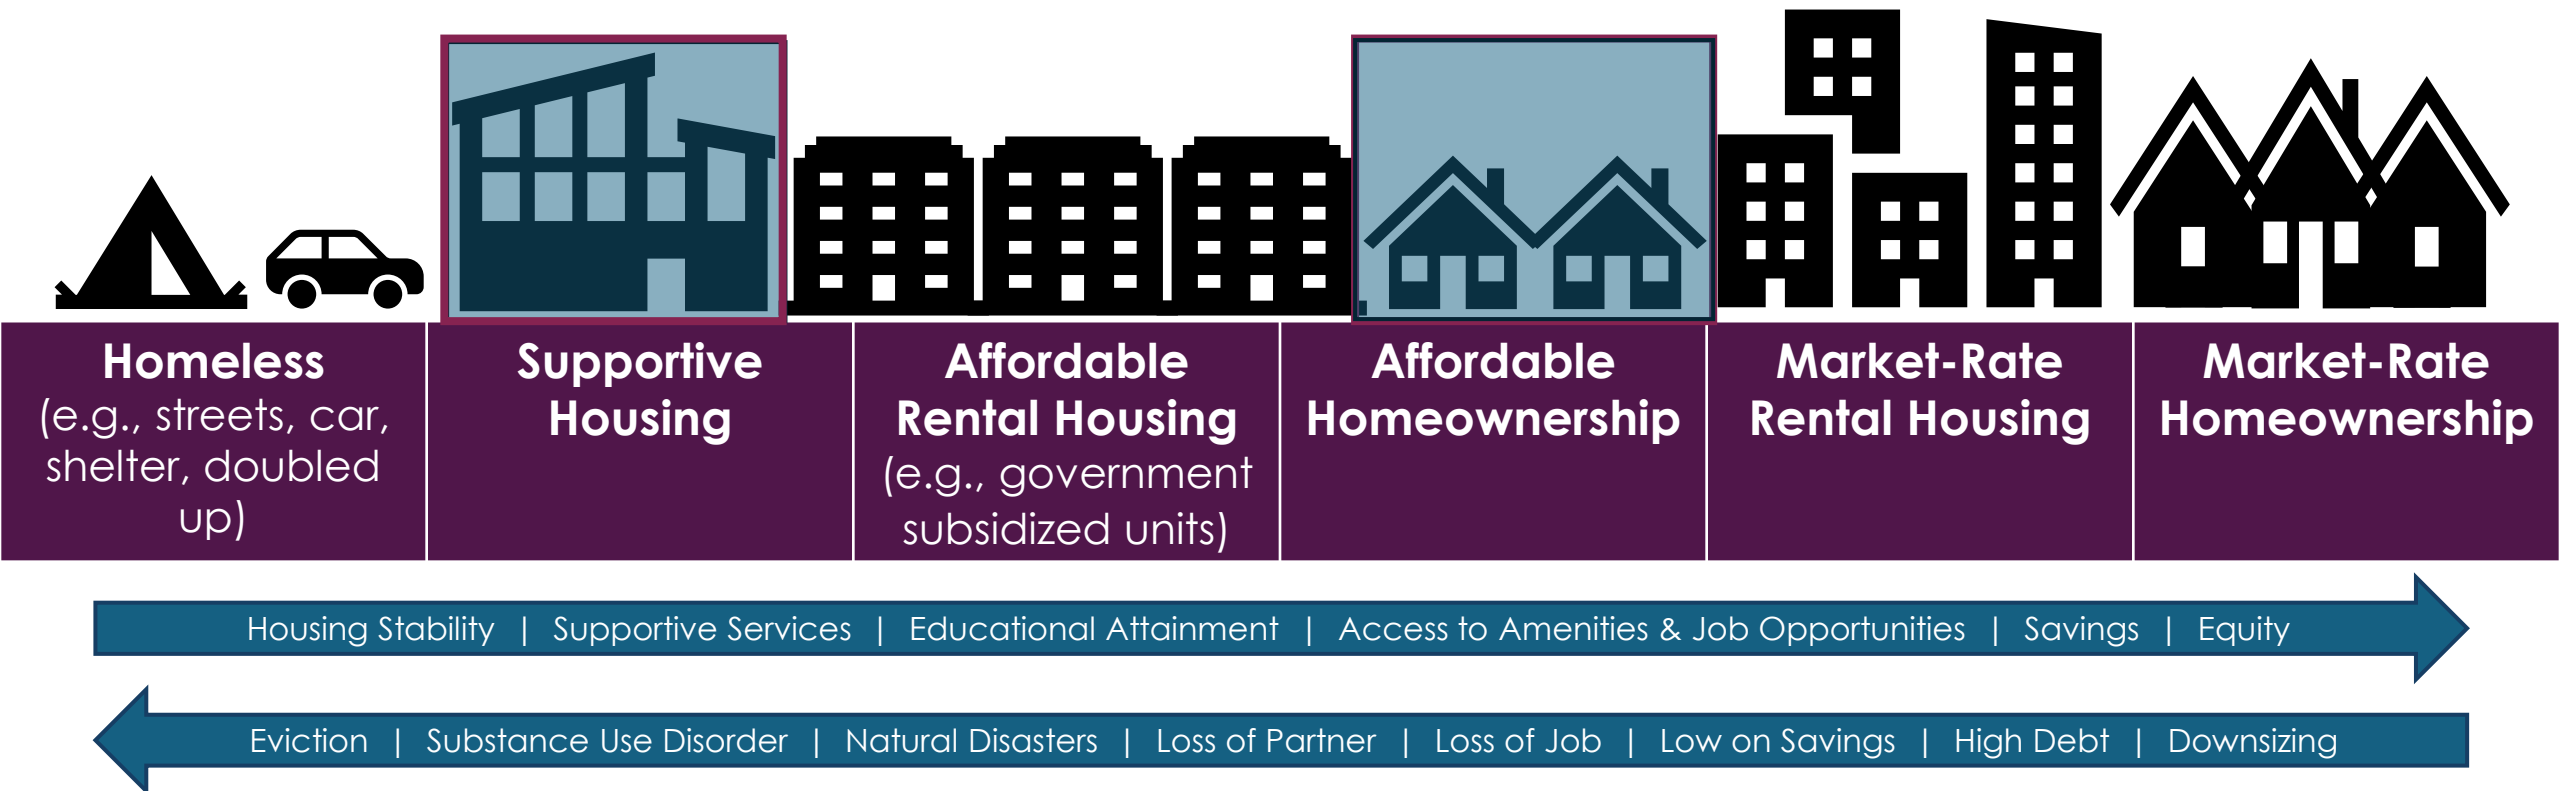 Homeless
(e.g., streets, car,
shelter, doubled
up)
Supportive
Housing
Affordable
Rental Housing
(e.g., government
subsidized units)
Affordable
Homeownership
Market-Rate
Rental Housing
Market-Rate
Homeownership
Housing Stability | Supportive Services | Educational Attainment | Access to Amenities & Job Opportunities | Savings | Equity
Eviction | Substance Use Disorder | Natural Disasters | Loss of Partner | Loss of Job | Low on Savings | High Debt | Downsizing